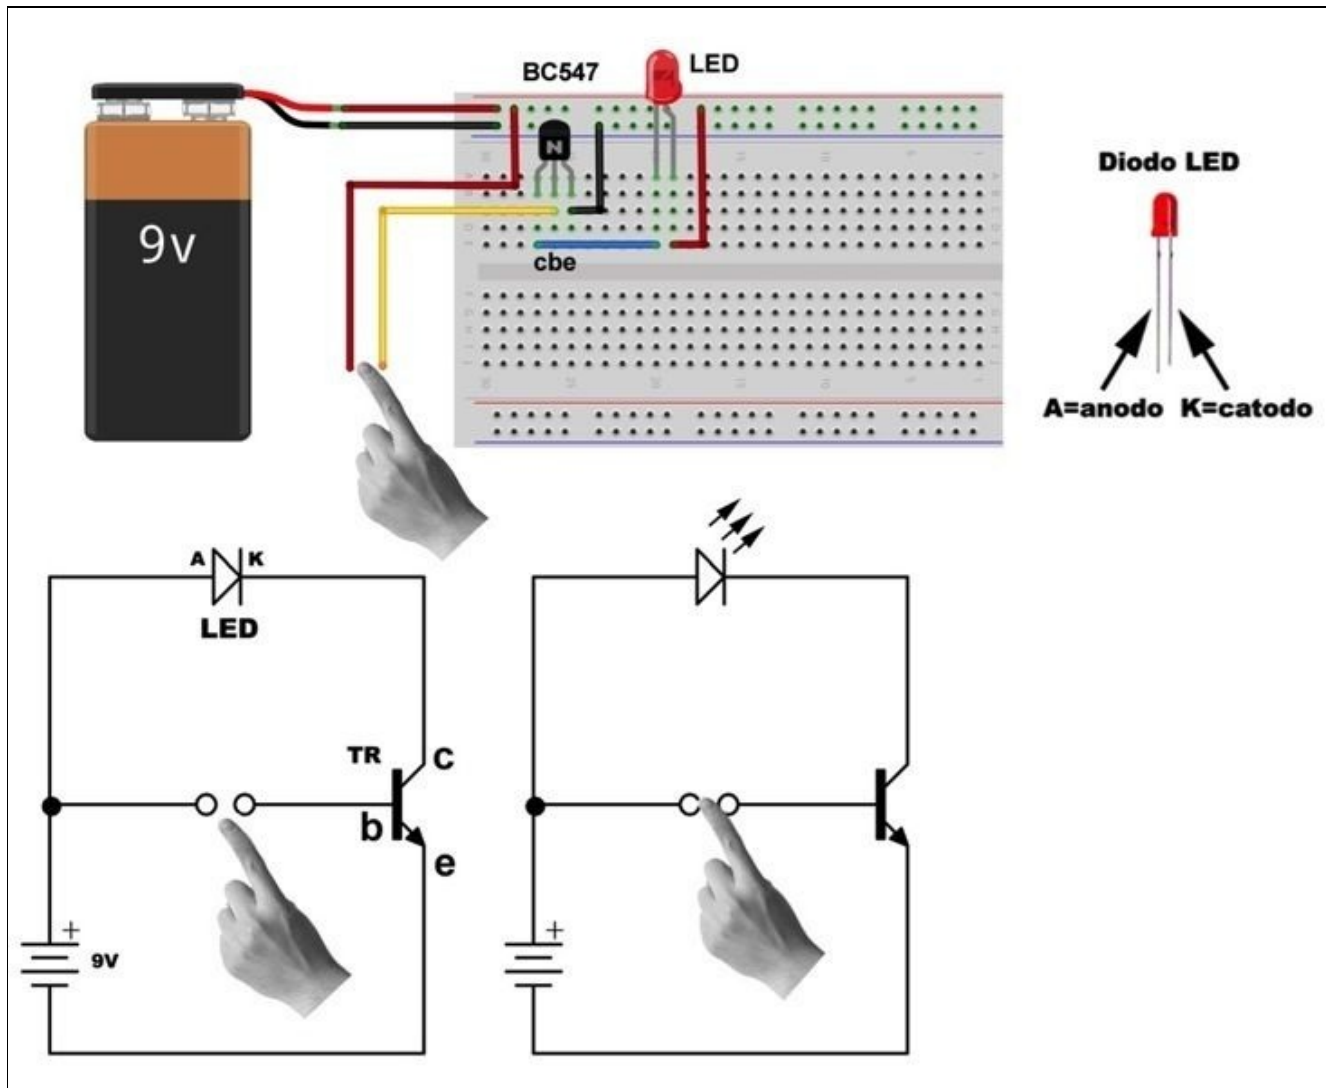 BC547
LED
9v
cbe
Diodo LED
A=anodo K=catodo
A K
LED
TR
c
b
e
+
9V
+